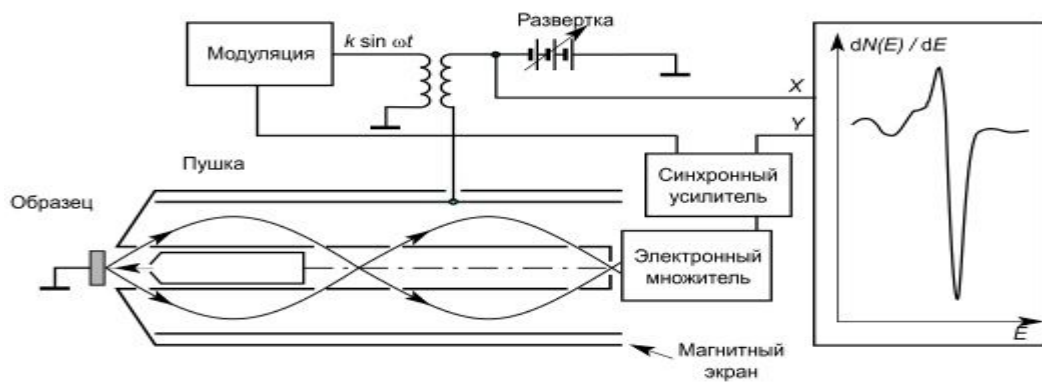 Развертка
Модуляция
k sin ωt
dN(E) / dE
X
Y
Пушка
Синхронный
усилитель
Образец
Электронный
множитель
E
Магнитный
экран